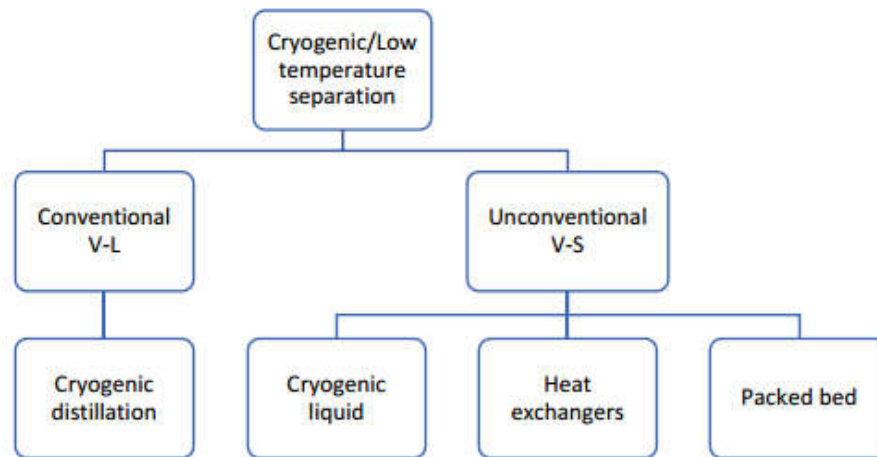 Cryogenic/Low
temperature
separation
Conventional
V-L
Unconventional
V-S
Cryogenic
distillation
Cryogenic
liquid
Heat
exchangers
Packed bed